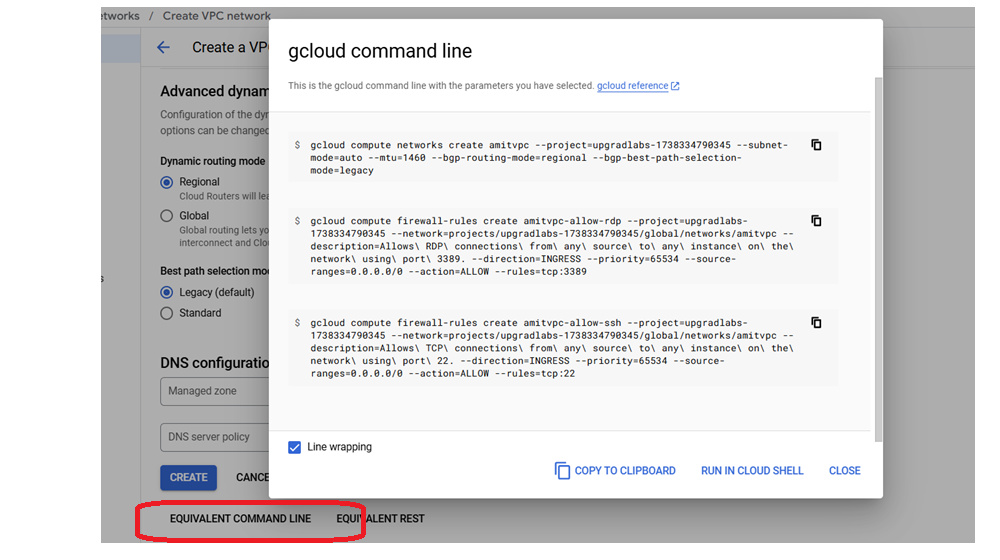 etworks / Create VPC network
Create a VP
gcloud command line
This is the gcloud command line with the parameters you have selected. gcloud reference
Advanced dynam
Configuration of the dyn
options can be changed
Dynamic routing mode
Regional
Cloud Routers will lea
Global
Global routing lets yo
interconnect and Clou
s
Best path selection mo
Legacy (default)
Standard
DNS configuratio
Managed zone
DNS server policy
$ gcloud compute networks create amitvpc --project=upgradlabs-1738334790345 --subnet-
mode=auto --mtu=1460 --bgp-routing-mode=regional --bgp-best-path-selection-
mode=legacy
$ gcloud compute firewall-rules create amitvpc-allow-rdp --project=upgradlabs-
1738334790345 --network=projects/upgradlabs-1738334790345/global/networks/amitvpc --
description=Allows\ RDP\ connections\ from\ any\ source\ to\ any\ instance\ on\ the\
network\ using\ port\ 3389. --direction=INGRESS --priority=65534 --source-
ranges=0.0.0.0/0 --action=ALLOW --rules=tcp:3389
$ gcloud compute firewall-rules create amitvpc-allow-ssh --project=upgradlabs-
1738334790345 --network=projects/upgradlabs-1738334790345/global/networks/amitvpc --
description=Allows\ TCP\ connections\ from\ any\ source\ to\ any\ instance\ on\ the\
network\ using\ port\ 22. --direction=INGRESS --priority=65534 --source-
ranges=0.0.0.0/0 --action=ALLOW --rules=tcp:22
Line wrapping
COPY TO CLIPBOARD RUN IN CLOUD SHELL CLOSE
CREATE CANCE
EQUIVALENT COMMAND LINE EQUIVALENT REST